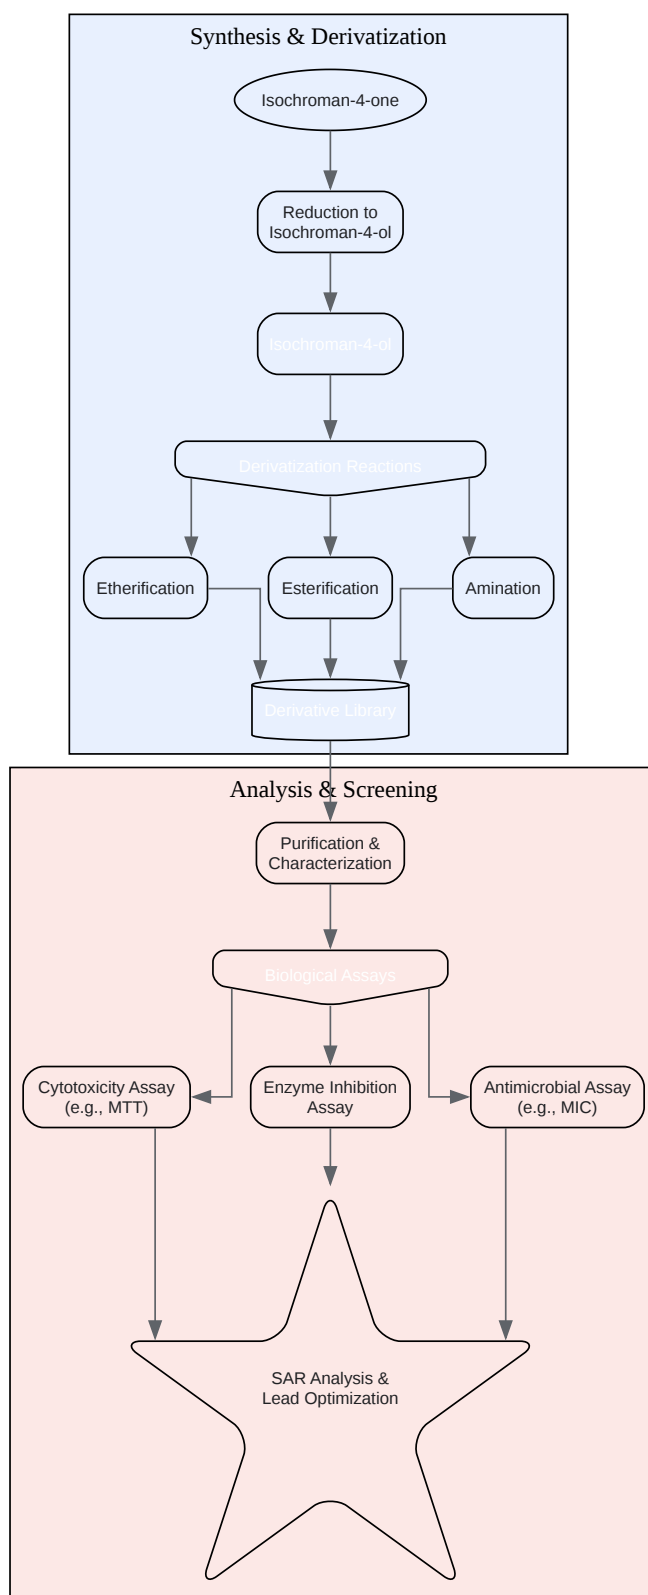 Synthesis & Derivatization
Isochroman-4-one
Reduction to
Isochroman-4-ol
Isochroman-4-ol
Derivatization Reactions
Etherification
Esterification
Amination
Derivative Library
Analysis & Screening
Purification &
Characterization
Biological Assays
Cytotoxicity Assay
(e.g., MTT)
Enzyme Inhibition
Assay
Antimicrobial Assay
(e.g., MIC)
SAR Analysis &
Lead Optimization